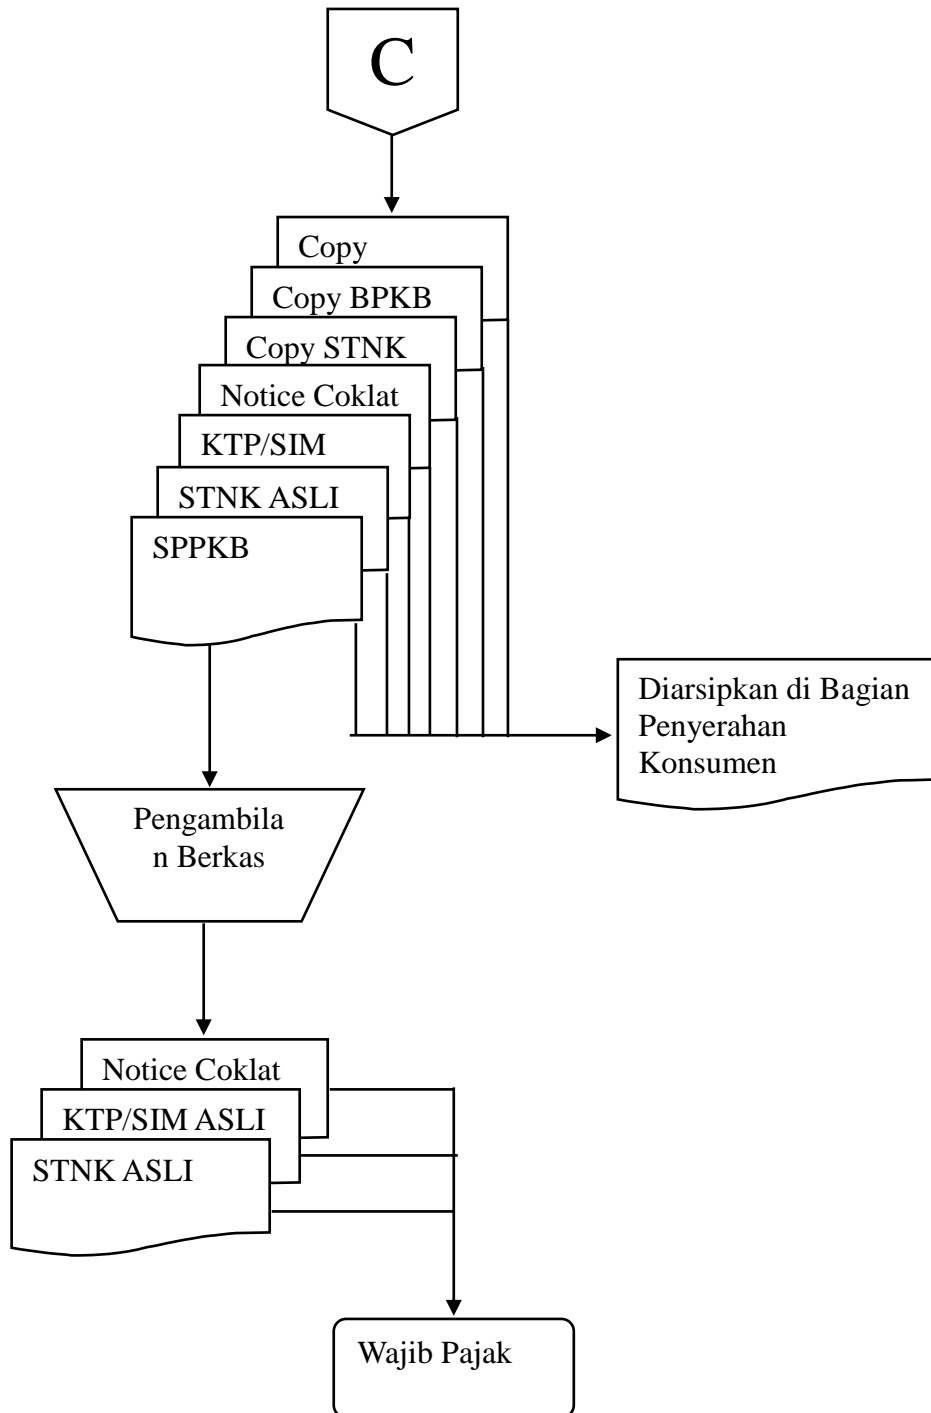 C
Copy
Copy BPKB
Copy STNK
Notice Coklat
KTP/SIM
STNK ASLI
SPPKB
Diarsipkan di Bagian
Penyerahan
Konsumen
Pengambila
n Berkas
Notice Coklat
KTP/SIM ASLI
STNK ASLI
Wajib Pajak